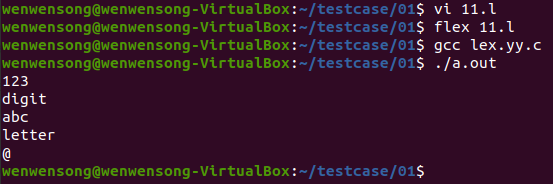 wenwensong@wenwensong-VirtualBox:~/testcase/01$ vi 11.l
wenwensong@wenwensong-VirtualBox:~/testcase/01$ flex 11.l
wenwensong@wenwensong-VirtualBox:~/testcase/01$ gcc lex.yy.c
wenwensong@wenwensong-VirtualBox:~/testcase/01$ ./a.out
123
digit
abc
letter
@
wenwensong@wenwensong-VirtualBox:~/testcase/01$